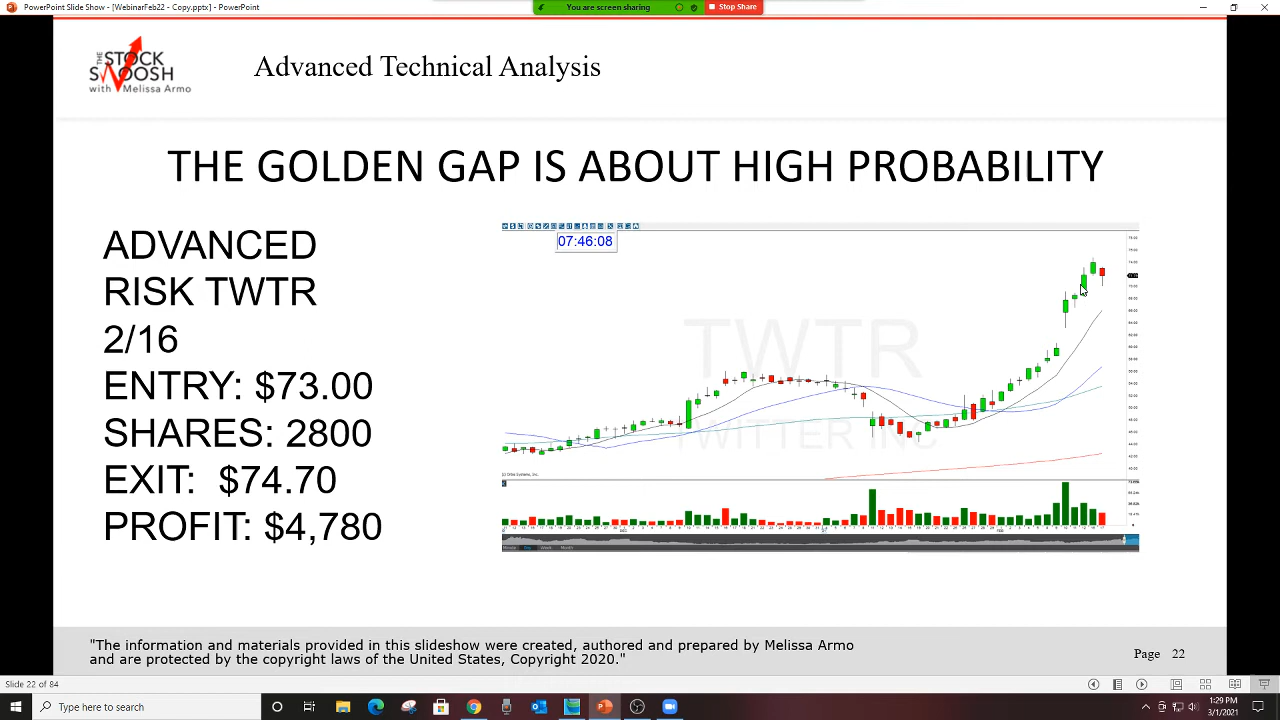 PowerPoint Slide Show - [WebinarFeb22 - Copy.pptx] - PowerPoint
You are screen sharing
Stop Share
THE
STOCK
SWOOSH
with Melissa Armo
Advanced Technical Analysis
THE GOLDEN GAP IS ABOUT HIGH PROBABILITY
ADVANCED
RISK TWTR
2/16
ENTRY: $73.00
SHARES: 2800
EXIT: $74.70
PROFIT: $4,780
07:46:08
TWTR
TWITTER INC
"The information and materials provided in this slideshow were created, authored and prepared by Melissa Armo
and are protected by the copyright laws of the United States, Copyright 2020."
Page 22
Slide 22 of 84
Type here to search
1:29 PM
3/1/2021